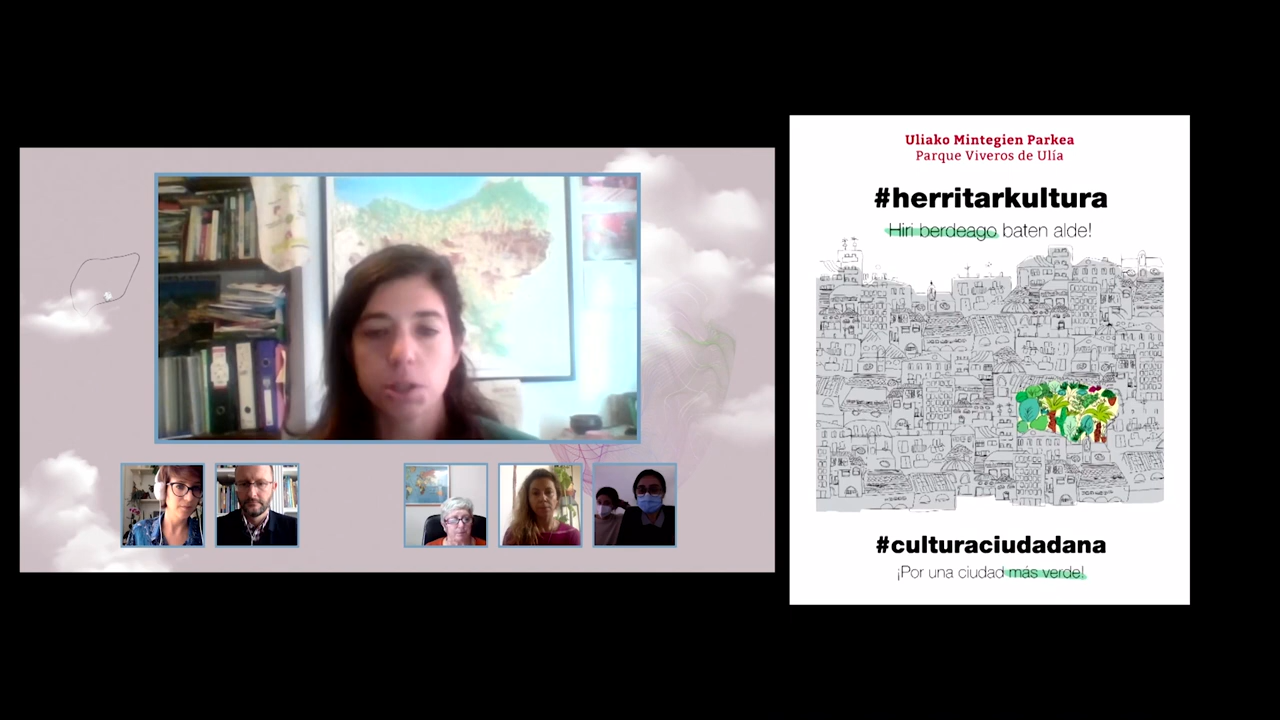 Uliako Mintegien Parkea
Parque Viveros de Ulía
#herritarkultura
Hiri berdeago baten alde!
#culturaciudadana
¡Por una ciudad más verde!